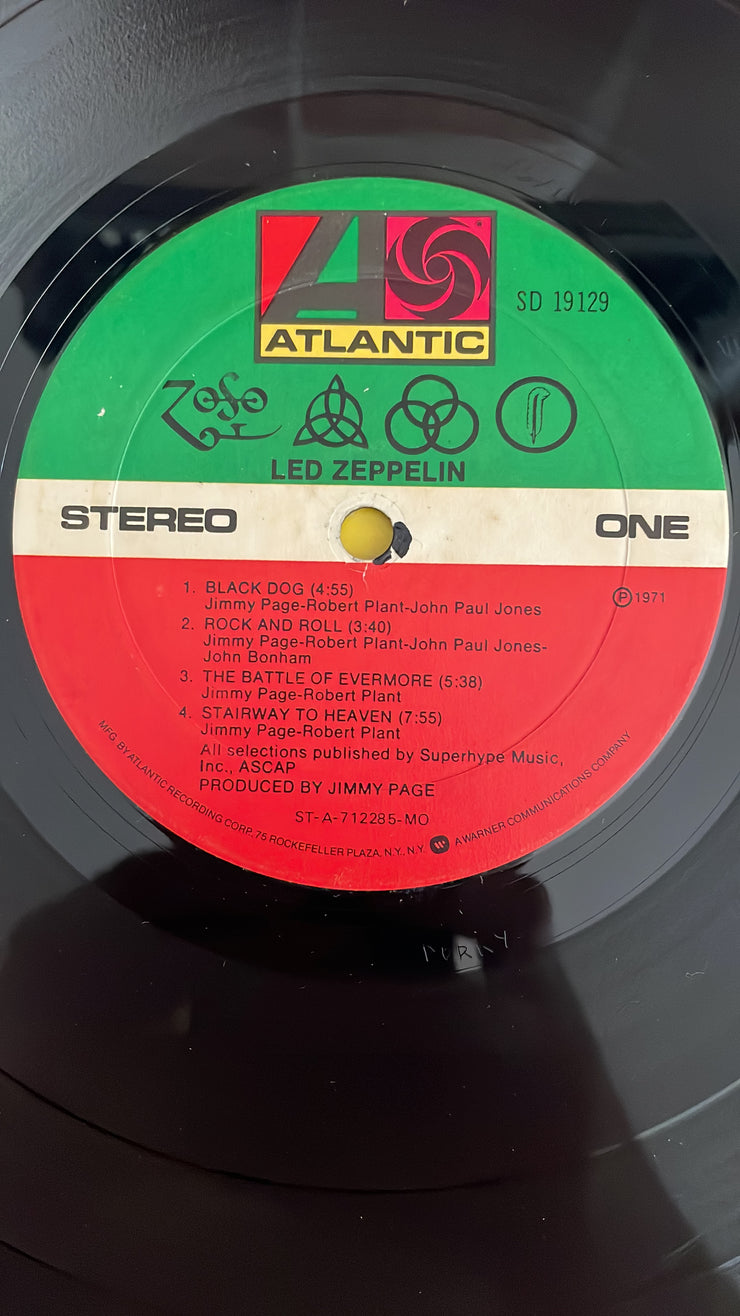 ATLANTIC
SD 19129
LED ZEPPELIN
STEREO
ONE
1. BLACK DOG (4:55)
Jimmy Page-Robert Plant-John Paul Jones
℗ 1971
2. ROCK AND ROLL (3:40)
Jimmy Page-Robert Plant-John Paul Jones-
John Bonham
3. THE BATTLE OF EVERMORE (5:38)
Jimmy Page-Robert Plant
4. STAIRWAY TO HEAVEN (7:55)
Jimmy Page-Robert Plant
All selections published by Superhype Music,
Inc., ASCAP
PRODUCED BY JIMMY PAGE
ST-A-712285-MO
MFG. BY ATLANTIC RECORDING CORP. 75 ROCKEFELLER PLAZA, N.Y., N.Y. A WARNER COMMUNICATIONS COMPANY